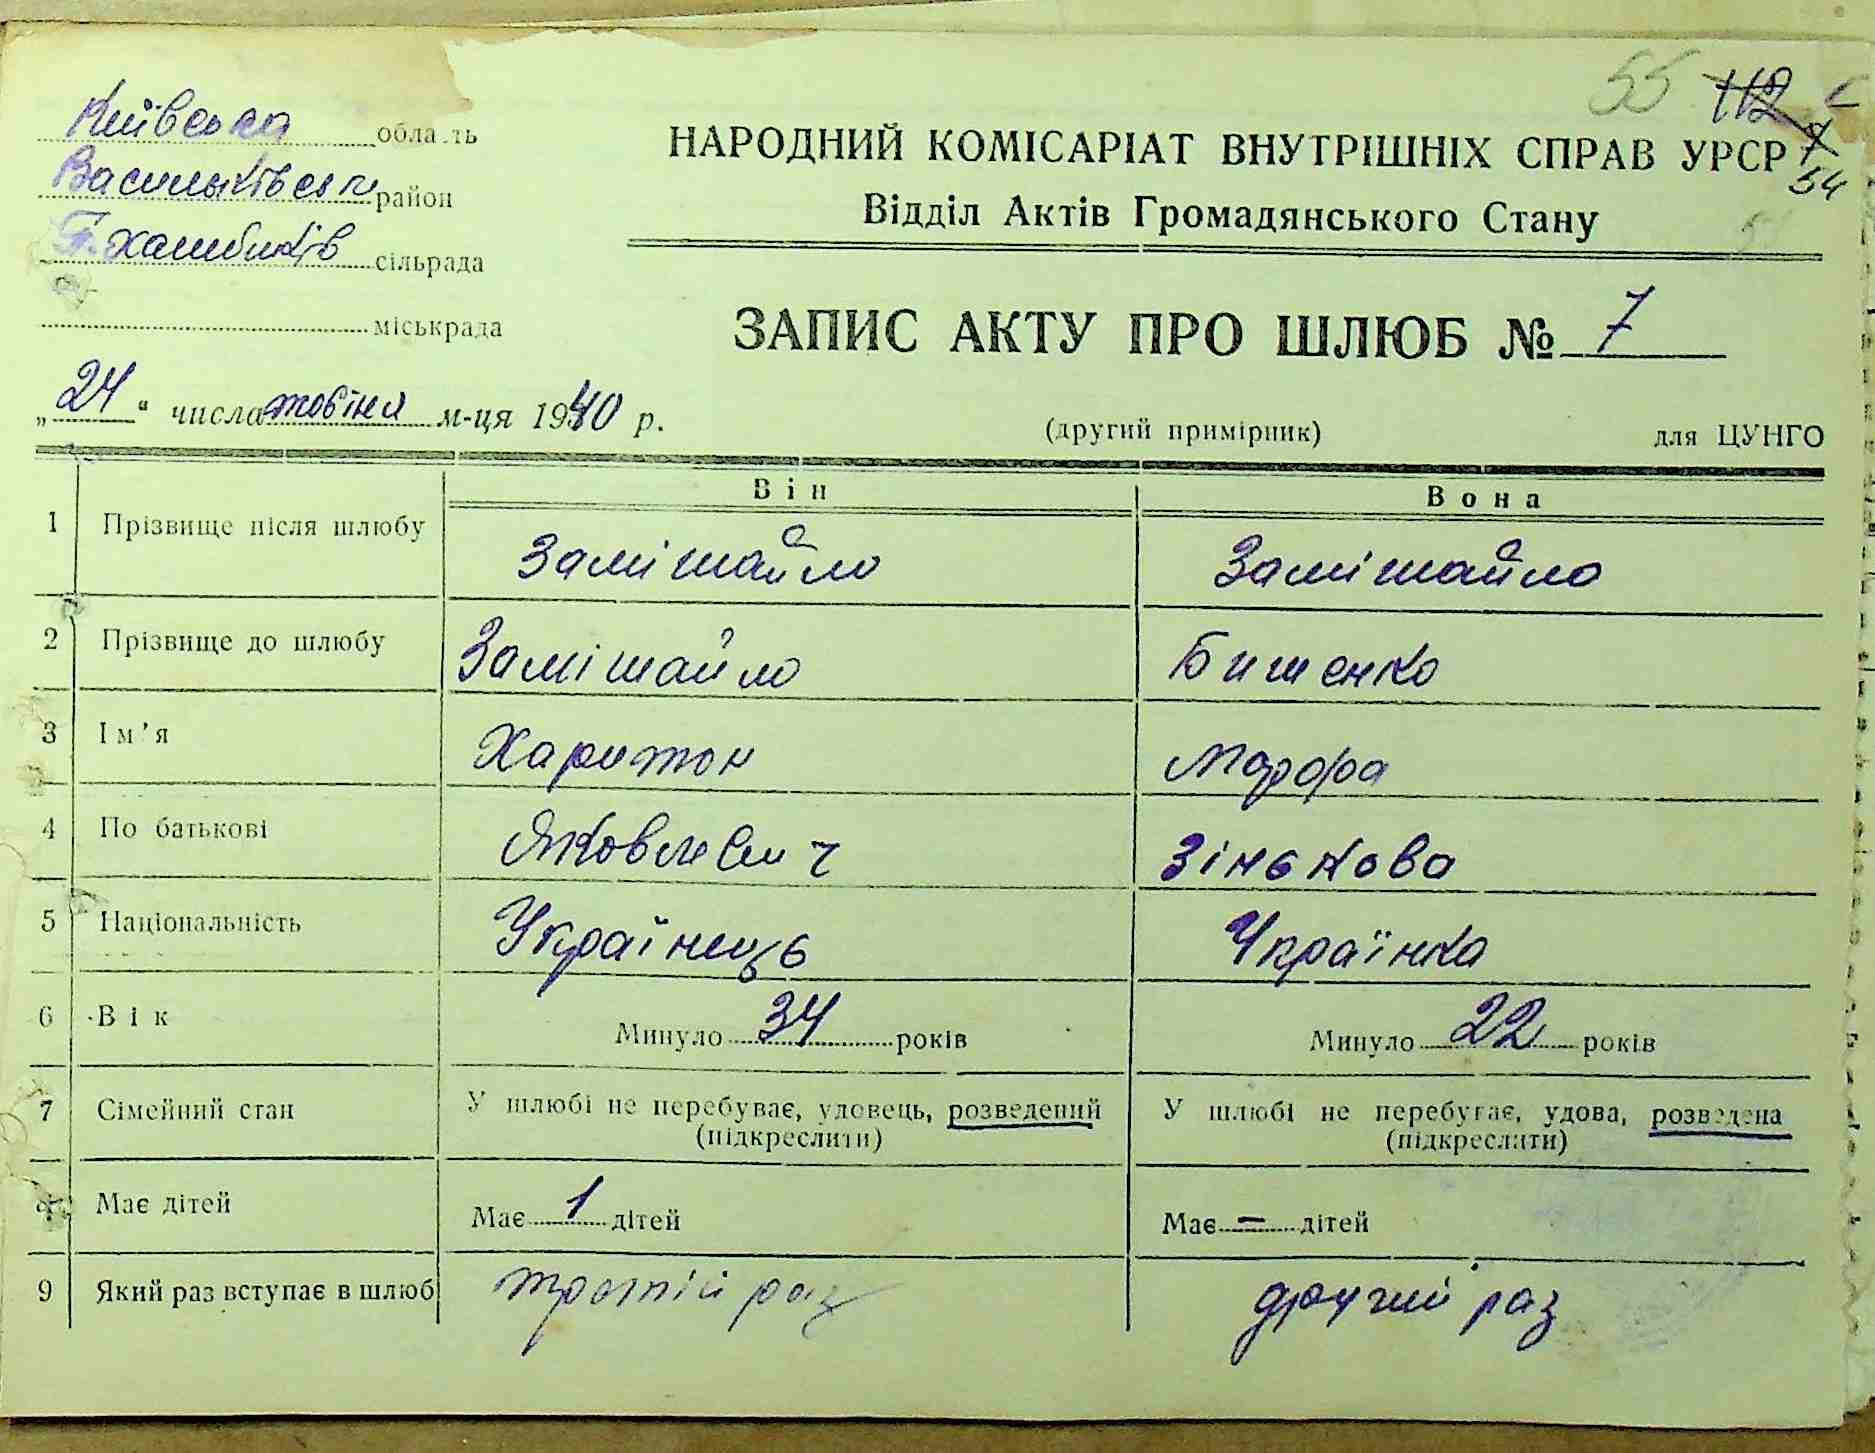 55 112
Київська область
Васильківськ район
сільрада
міськрада
НАРОДНИЙ КОМІСАРІАТ ВНУТРІШНІХ СПРАВ УРСР
54
Відділ Актів Громадянського Стану
ЗАПИС АКТУ ПРО ШЛЮБ № 7
„24“ числа жовтня м-ця 1940 р.
(другий примірник) для ЦУНГО
Він Вона
1 Прізвище після шлюбу Замішайло Замішайло
2 Прізвище до шлюбу Замішайло Бишенко
3 Ім'я Харитон Марфа
4 По батькові Яковлевич Зінькова
5 Національність Українець Українка
6 Вік Минуло 34 років Минуло 22 років
7 Сімейний стан У шлюбі не перебуває, удовець, розведений У шлюбі не перебуває, удова, розведена
(підкреслити) (підкреслити)
Має дітей Має 1 дітей Має – дітей
9 Який раз вступає в шлюб третій раз другий раз